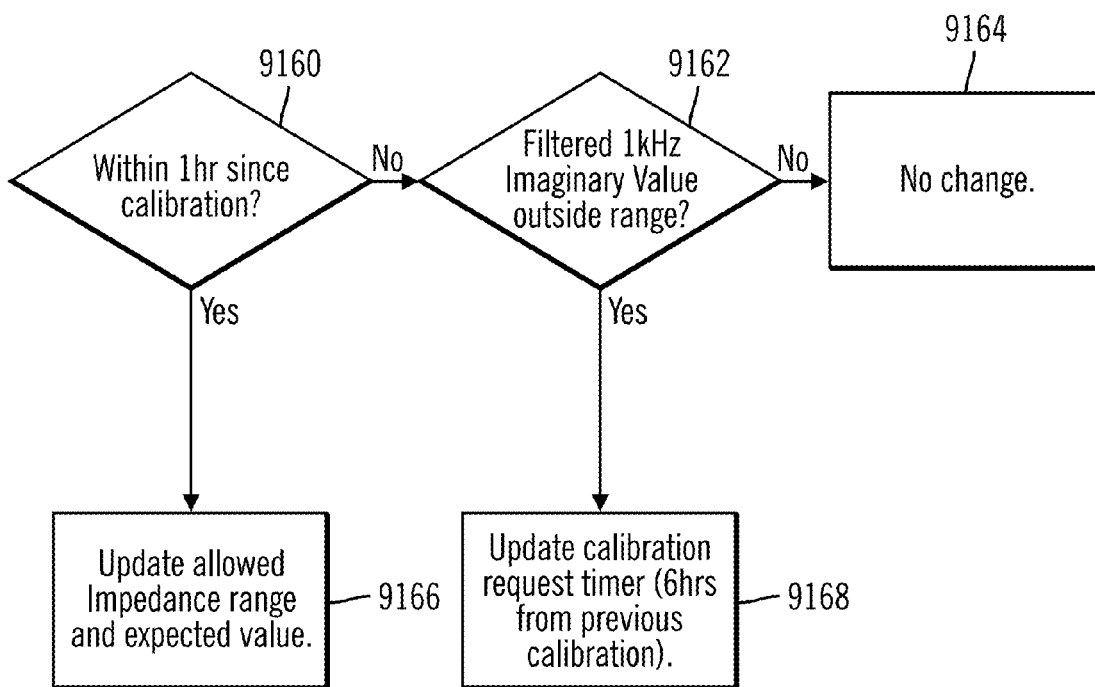 9160
Within 1hr since
calibration?
No
Yes
9162
Filtered 1kHz
Imaginary Value
outside range?
No
Yes
9164
No change.
Update allowed
Impedance range
and expected value.
9166
Update calibration
request timer (6hrs
from previous
calibration).
9168